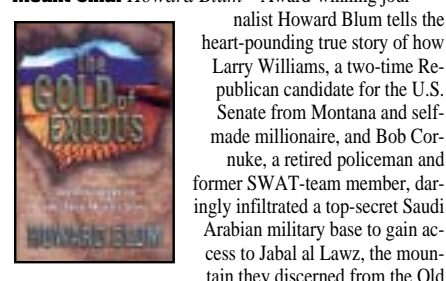 Mount Sinai Howard Blum Award-winning jour-
nalist Howard Blum tells the
heart-pounding true story of how
Larry Williams, a two-time Re-
publican candidate for the U.S.
Senate from Montana and self-
made millionaire, and Bob Cor-
nuke, a retired policeman and
former SWAT-team member, dar-
ingly infiltrated a top-secret Saudi
Arabian military base to gain ac-
cess to Jabal al Lawz, the moun-
tain they discerned from the Old
The
GOLD of
EXODUS
HOWARD BLUM